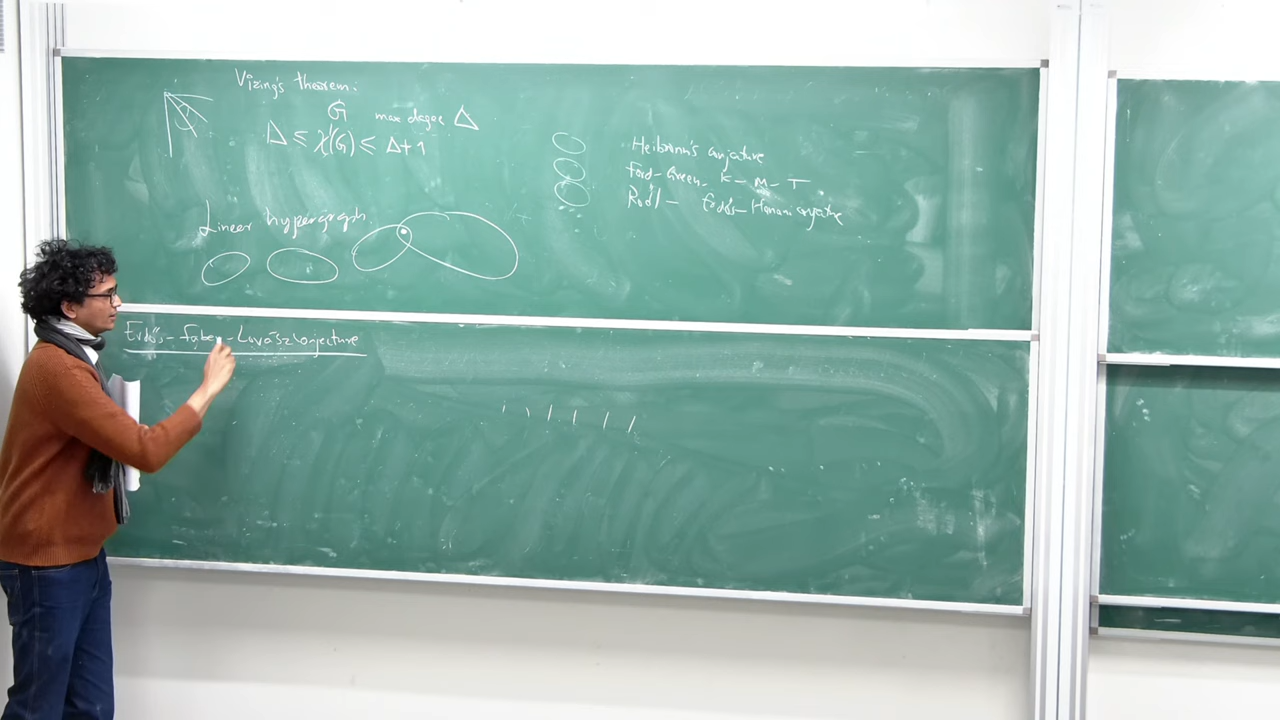 Vizing's theorem:
G max degree Δ
Δ ≤ χ'(G) ≤ Δ+1
Linear hypergraph
Heilbronn's conjecture
Ford-Green-K-M-T
Rödl - Erdős-Hanani conjecture
Erdős-Faber-Lovász Conjecture